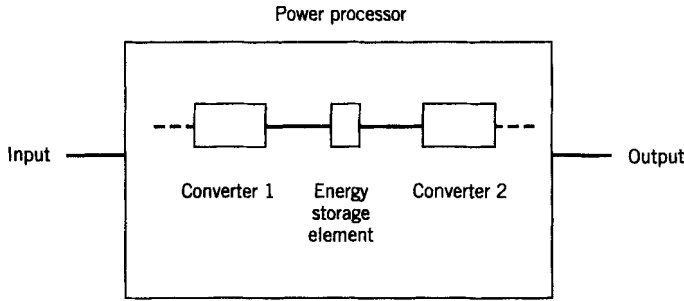 Power processor
Input
Output
Converter 1
Energy
storage
element
Converter 2